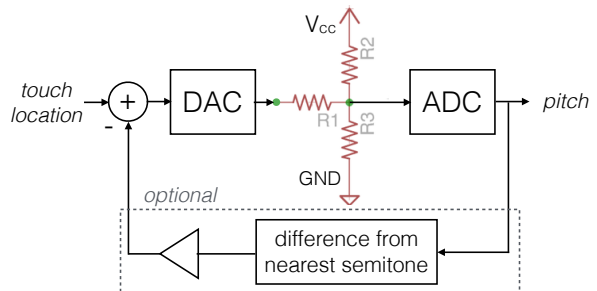 Vcc
R2
touch
location
+
-
DAC
R1
R3
ADC
pitch
GND
optional
difference from
nearest semitone